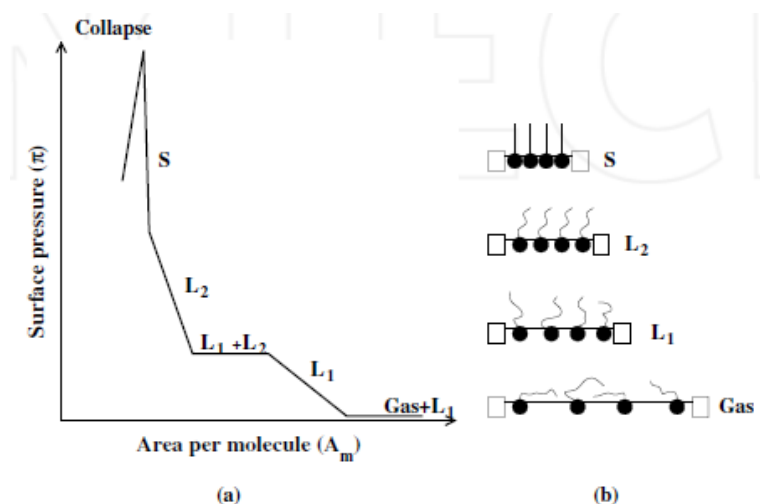 Collapse
Surface pressure (π)
S
L₂
L₁ +L₂
L₁
Gas+L₁
Area per molecule (Aₘ)
(a)
S
L₂
L₁
Gas
(b)